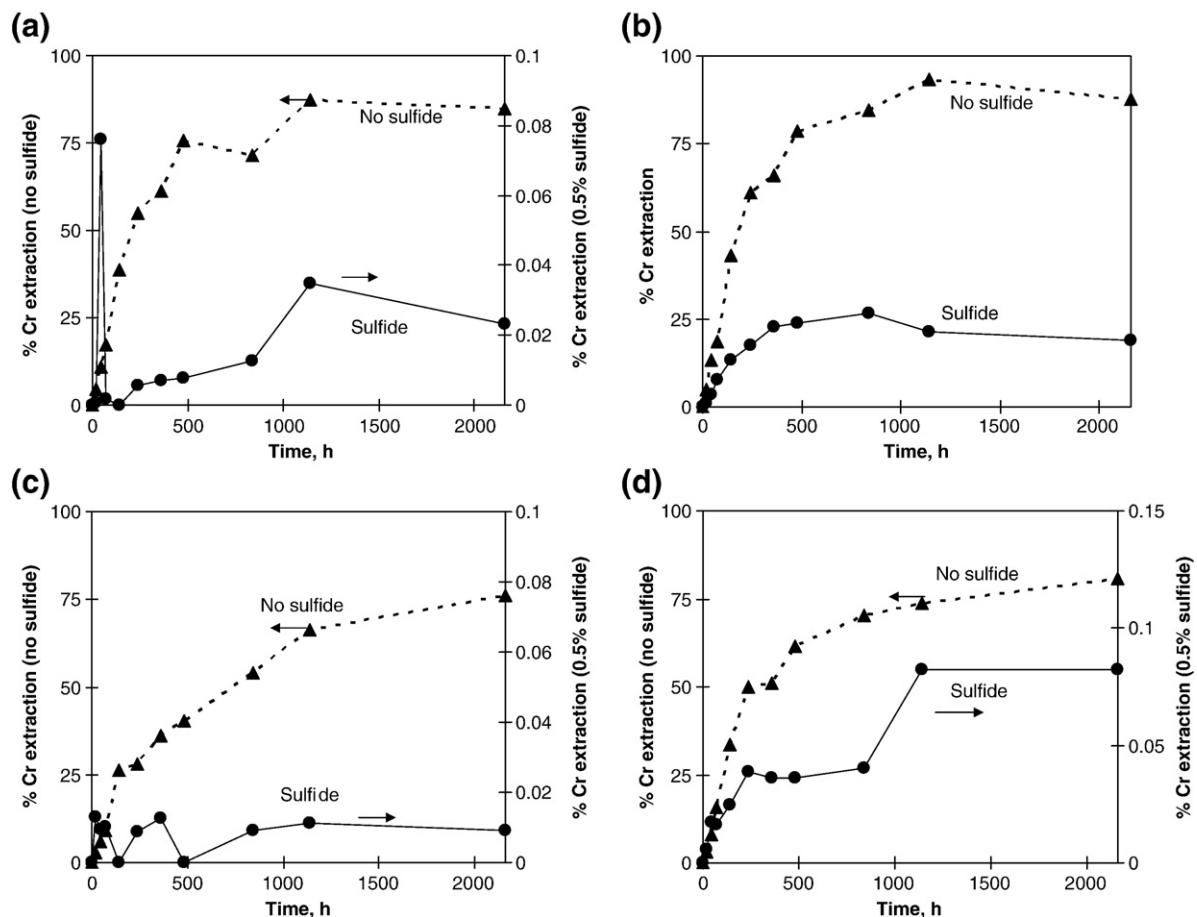 (a)
100
75
50
25
0
% Cr extraction (no sulfide)
0.1
0.08
0.06
0.04
0.02
0
% Cr extraction (0.5% sulfide)
No sulfide
Sulfide
0 500 1000 1500 2000
Time, h
(b)
100
75
50
25
0
% Cr extraction
No sulfide
Sulfide
0 500 1000 1500 2000
Time, h
(c)
100
75
50
25
0
% Cr extraction (no sulfide)
0.1
0.08
0.06
0.04
0.02
0
% Cr extraction (0.5% sulfide)
No sulfide
Sulfide
0 500 1000 1500 2000
Time, h
(d)
100
75
50
25
0
% Cr extraction (no sulfide)
0.15
0.1
0.05
0
% Cr extraction (0.5% sulfide)
No sulfide
Sulfide
0 500 1000 1500 2000
Time, h